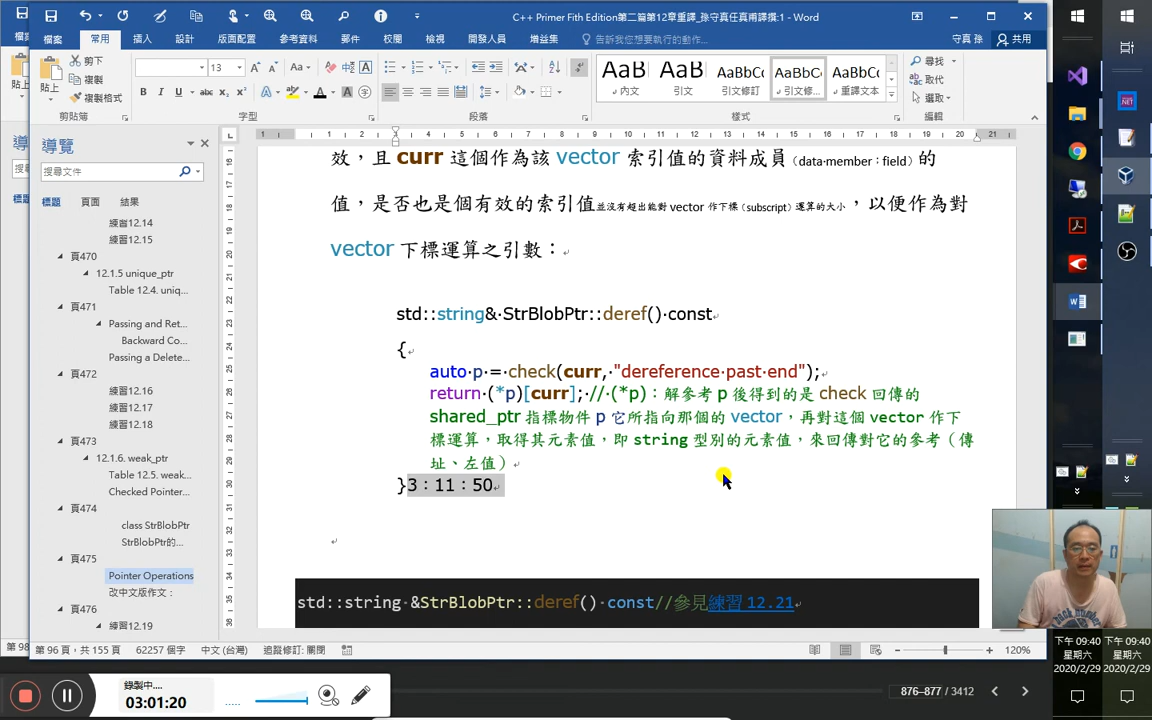 C++ Primer Fith Edition第二篇第12章重譯_孫守真任真甫譯撰:1 - Word
守真 孫
共用
檔案
常用
插入
設計
版面配置
參考資料
郵件
校閱
檢視
開發人員
增益集
告訴我您想要執行的動作...
貼上
剪下
複製
複製格式
剪貼簿
13
字型
段落
AaB
AaB
AaBbC
AaBbC
AaBbCc
內文
引文
引文修訂
引文修...
重譯文本
樣式
尋找
取代
選取
編輯
導覽
搜尋文件
標題
頁面
結果
練習12.14
練習12.15
頁470
12.1.5 unique_ptr
Table 12.4. uniq...
頁471
Passing and Ret...
Backward Co...
Passing a Delete...
頁472
練習12.16
練習12.17
練習12.18
頁473
12.1.6. weak_ptr
Table 12.5. weak...
Checked Pointer...
頁474
class StrBlobPtr
StrBlobPtr的...
頁475
Pointer Operations
改中文版作文：
頁476
練習12.19
效，且 curr 這個作為該 vector 索引值的資料成員（data member：field）的
值，是否也是個有效的索引值並沒有超出能對 vector 作下標（subscript）運算的大小，以便作為對
vector 下標運算之引數：
std::string& StrBlobPtr::deref() const
{
auto p = check(curr, "dereference past end");
return (*p)[curr]; // (*p)：解參考 p 後得到的是 check 回傳的
shared_ptr 指標物件 p 它所指向那個的 vector，再對這個 vector 作下
標運算，取得其元素值，即 string 型別的元素值，來回傳對它的參考（傳
址、左值）
}3：11：50
std::string &StrBlobPtr::deref() const//參見練習 12.21
第 96 頁，共 155 頁
62257 個字
中文 (台灣)
追蹤修訂: 關閉
120%
錄製中...
03:01:20
876-877 / 3412
下午 09:40
星期六
2020/2/29
下午 09:40
星期六
2020/2/29